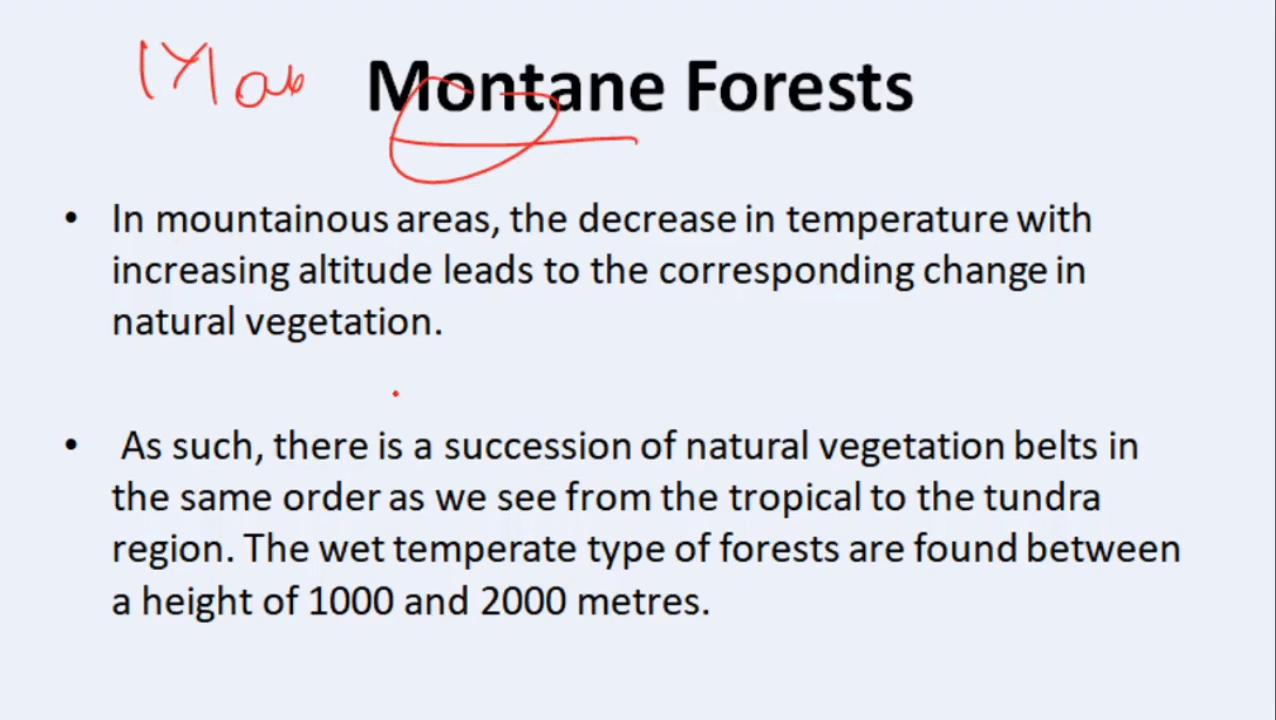 Montane Forests
• In mountainous areas, the decrease in temperature with
increasing altitude leads to the corresponding change in
natural vegetation.
• As such, there is a succession of natural vegetation belts in
the same order as we see from the tropical to the tundra
region. The wet temperate type of forests are found between
a height of 1000 and 2000 metres.